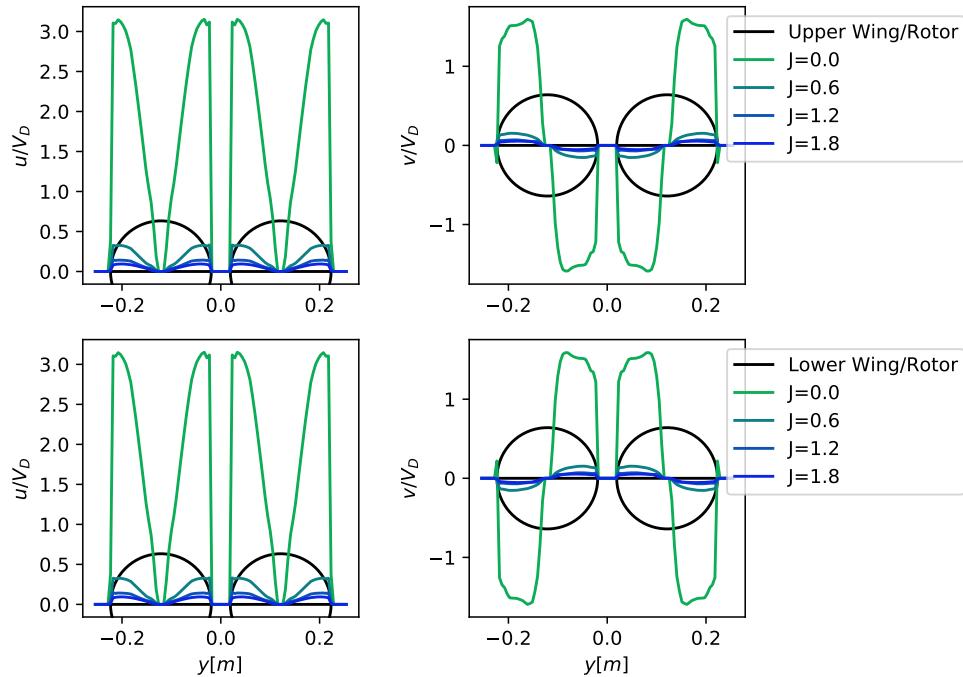 3.0
2.5
2.0
1.5
1.0
0.5
0.0
u/V_D
−0.2
0.0
0.2
1
0
−1
v/V_D
−0.2
0.0
0.2
Upper Wing/Rotor
J=0.0
J=0.6
J=1.2
J=1.8
3.0
2.5
2.0
1.5
1.0
0.5
0.0
u/V_D
−0.2
0.0
0.2
y[m]
1
0
−1
v/V_D
−0.2
0.0
0.2
y[m]
Lower Wing/Rotor
J=0.0
J=0.6
J=1.2
J=1.8